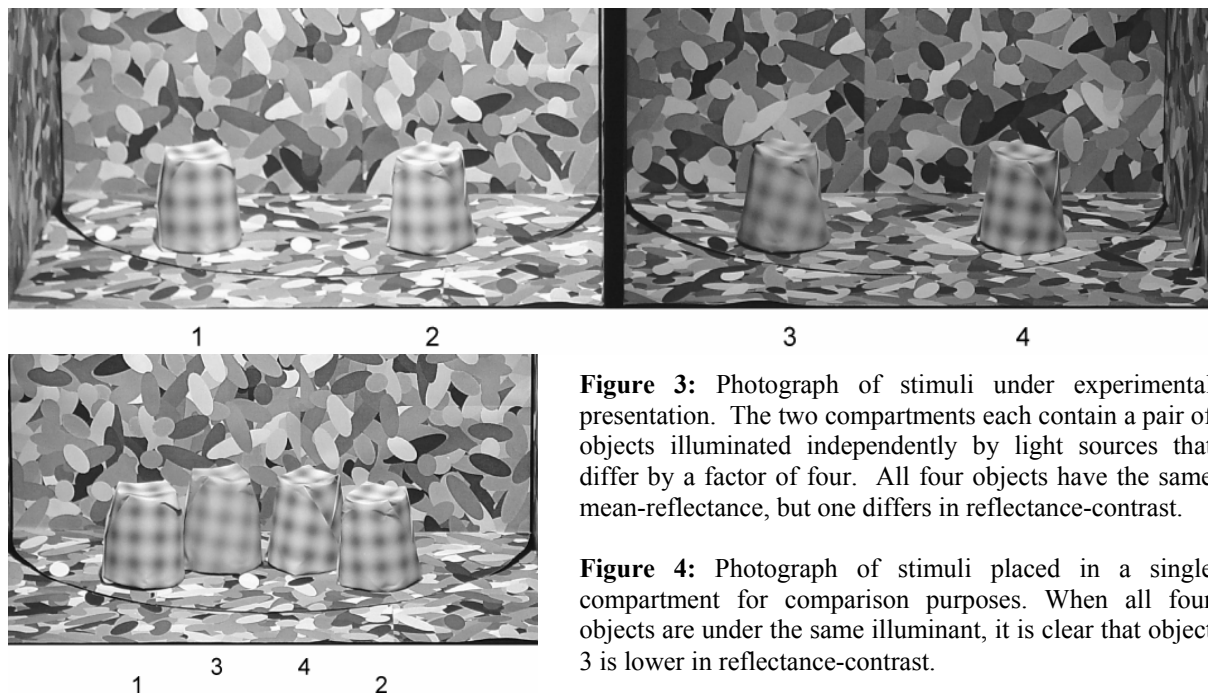 1 2 3 4
Figure 3: Photograph of stimuli under experimental
presentation. The two compartments each contain a pair of
objects illuminated independently by light sources that
differ by a factor of four. All four objects have the same
mean-reflectance, but one differs in reflectance-contrast.
Figure 4: Photograph of stimuli placed in a single
compartment for comparison purposes. When all four
objects are under the same illuminant, it is clear that object
3 is lower in reflectance-contrast.
3 4
1 2